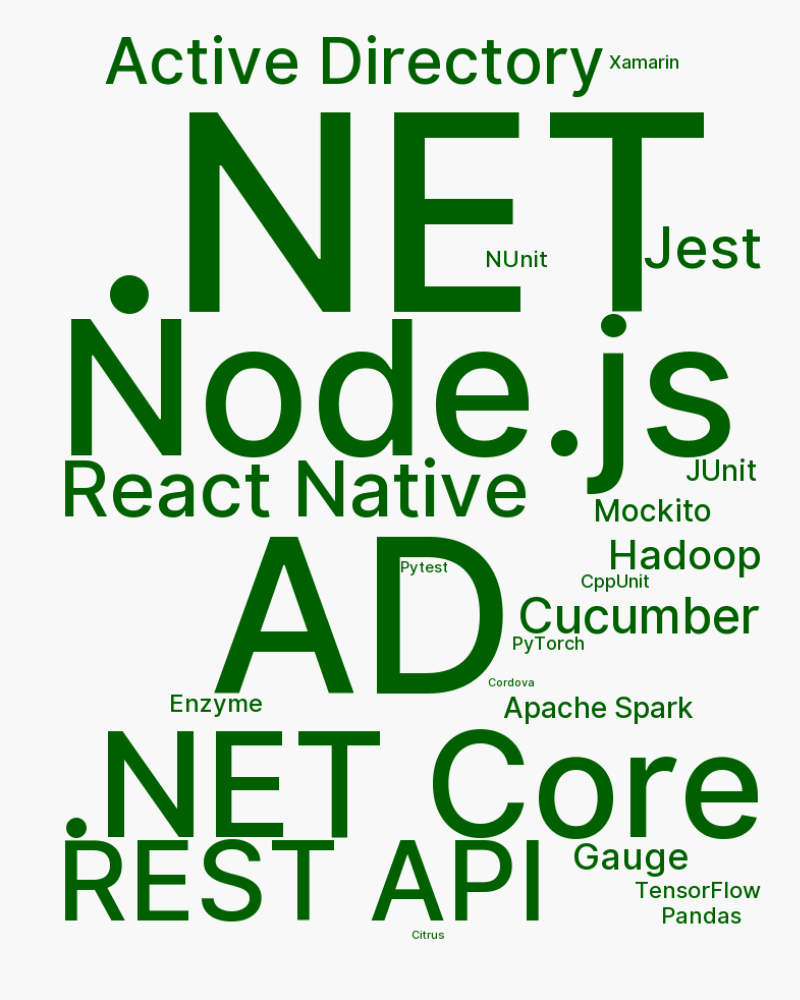 Active Directory
Xamarin
.NET
Jest
NUnit
Node.js
React Native
JUnit
Mockito
AD
Hadoop
Pytest
CppUnit
Cucumber
PyTorch
Cordova
Enzyme
Apache Spark
.NET Core
REST API
Gauge
TensorFlow
Pandas
Citrus